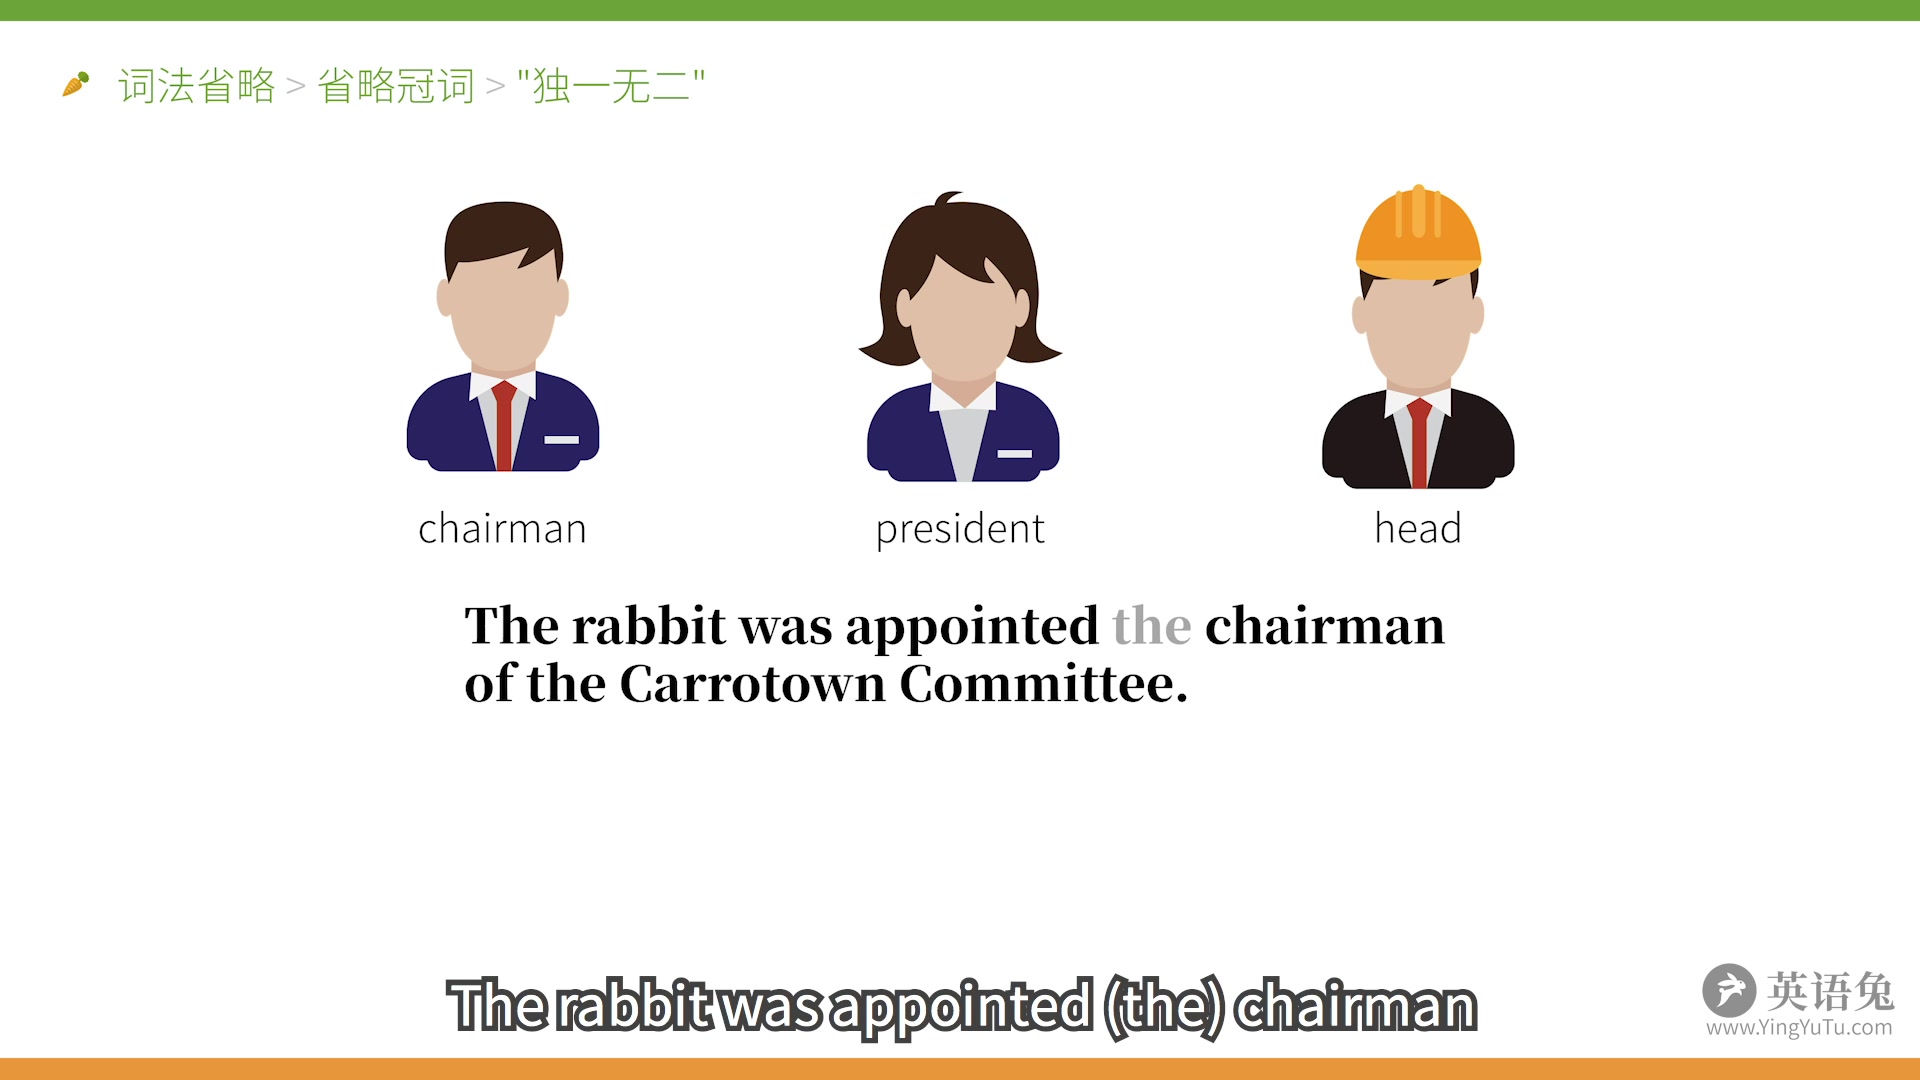 词法省略 > 省略冠词 > "独一无二"
chairman
president
head
The rabbit was appointed the chairman
of the Carrotown Committee.
The rabbit was appointed (the) chairman
英语兔
www.YingYuTu.com